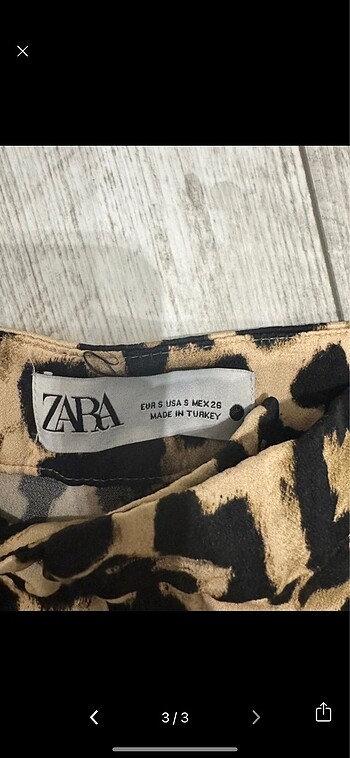 ZARA
EUR S USA S MEX 26
MADE IN TURKEY
3/3